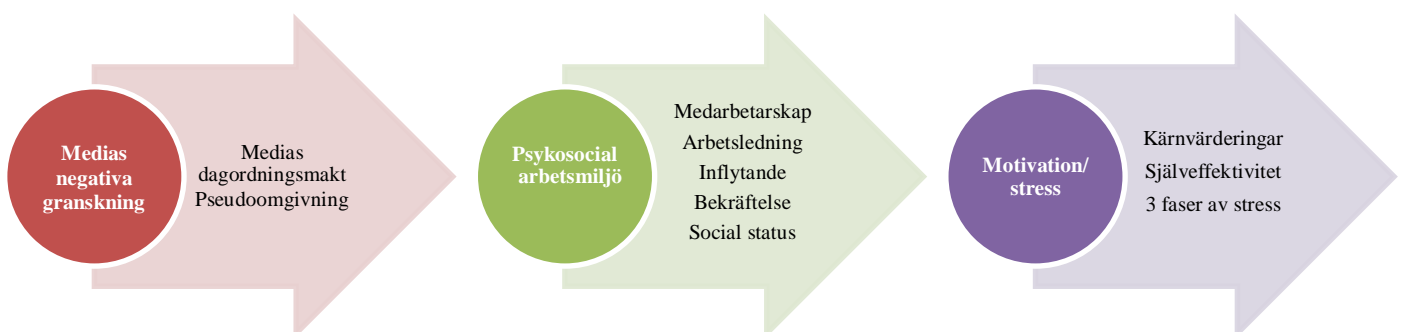 Medias
negativa
granskning
Medias
dagordningsmakt
Pseudoomgivning
Psykosocial
arbetsmiljö
Medarbetarskap
Arbetsledning
Inflytande
Bekräftelse
Social status
Motivation/
stress
Kärnvärderingar
Självеffektivitet
3 faser av stress